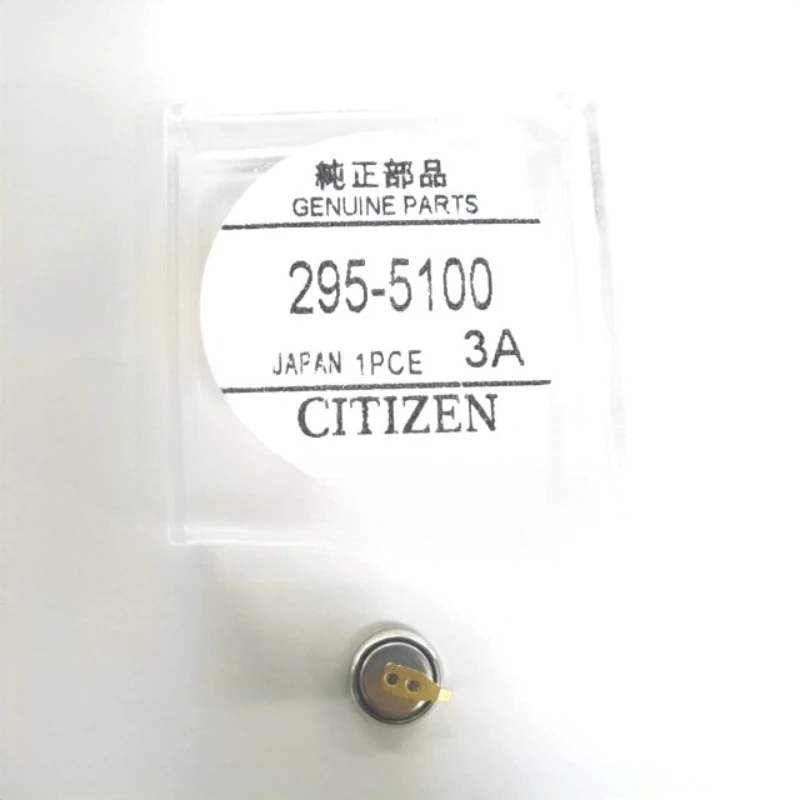 純正部品
GENUINE PARTS
295-5100
JAPAN 1PCE 3A
CITIZEN